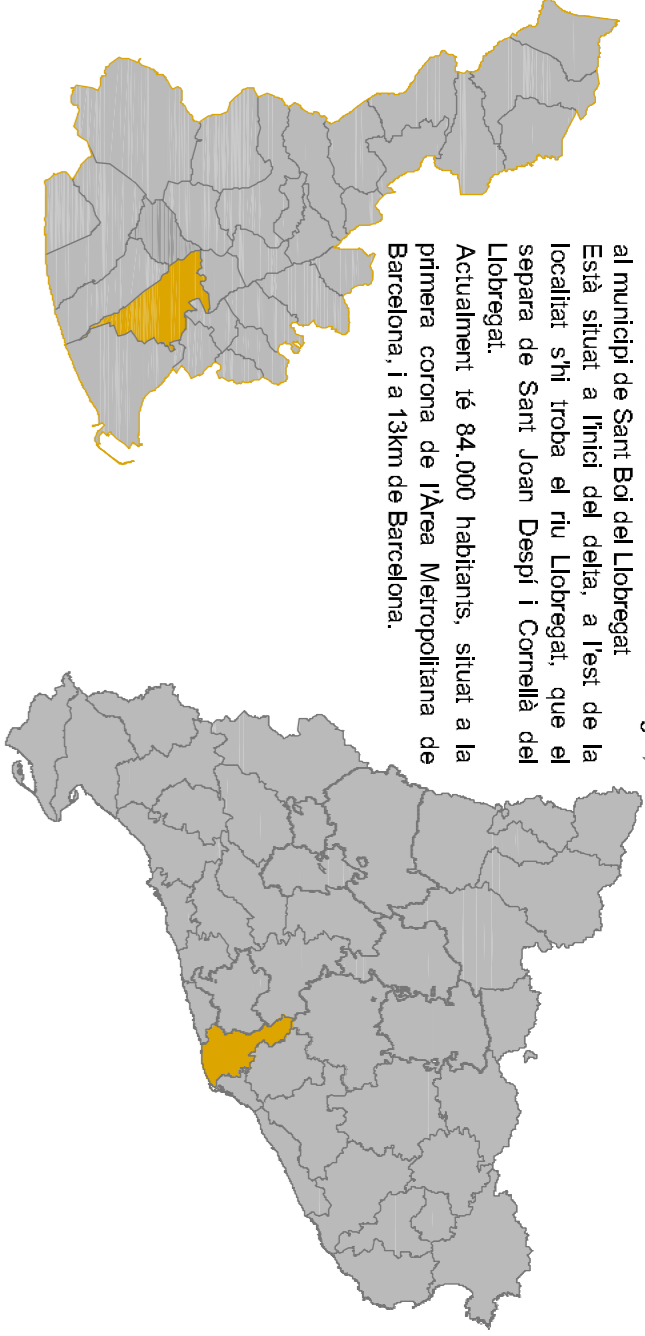 al municipi de Sant Boi del Llobregat
Està situat a l'inici del delta, a l'est de la
localitat s'hi troba el riu Llobregat, que el
separa de Sant Joan Despí i Cornellà del
Llobregat.
Actualment té 84.000 habitants, situat a la
primera corona de l'Àrea Metropolitana de
Barcelona, i a 13km de Barcelona.